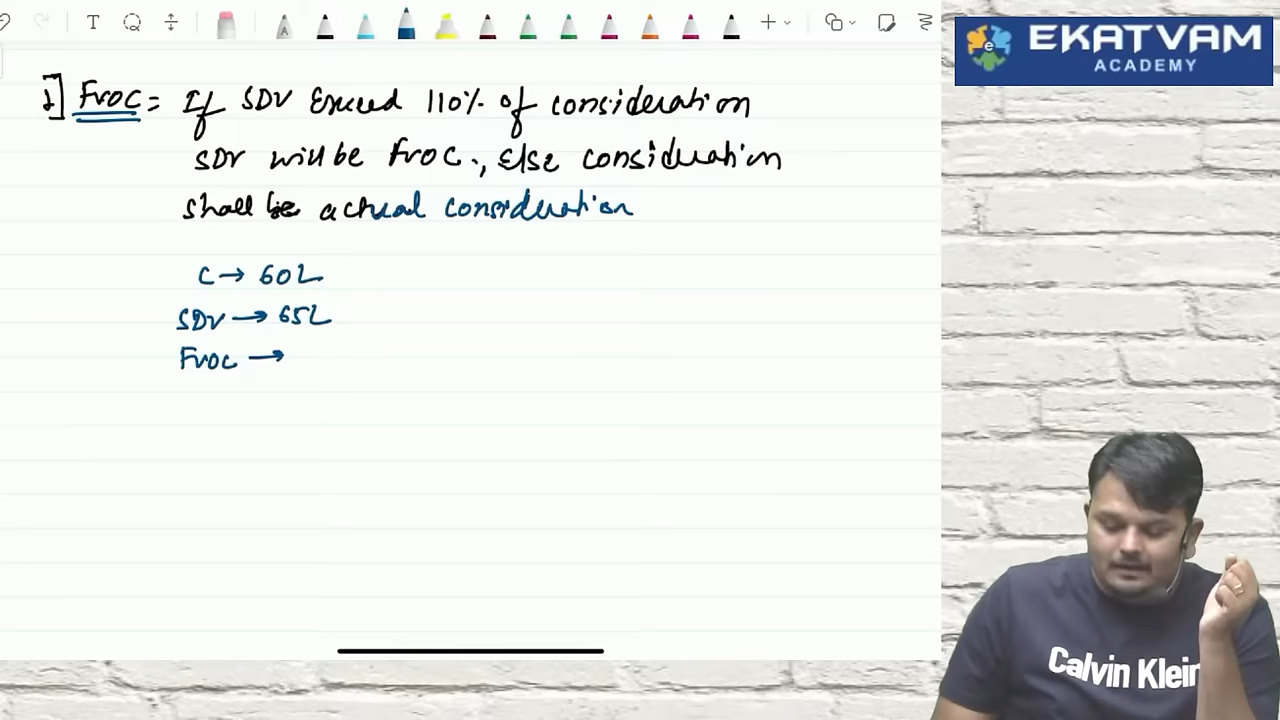 EKATVAM
ACADEMY
1] FVOC = If SDV Exceed 110% of consideration
SDV will be FVOC., Else consideration
shall be actual consideration
C → 60L
SDV → 65L
FVOC →
Calvin Klein